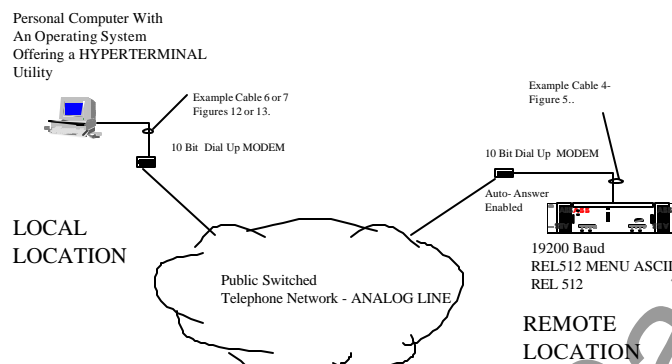 Personal Computer With
An Operating System
Offering a HYPERTERMINAL
Utility
Example Cable 6 or 7
Figures 12 or 13.
10 Bit Dial Up MODEM
LOCAL
LOCATION
Public Switched
Telephone Network - ANALOG LINE
Example Cable 4-
Figure 5..
10 Bit Dial Up MODEM
Auto- Answer
Enabled
19200 Baud
REL512 MENU ASCII
REL 512
REMOTE
LOCATION